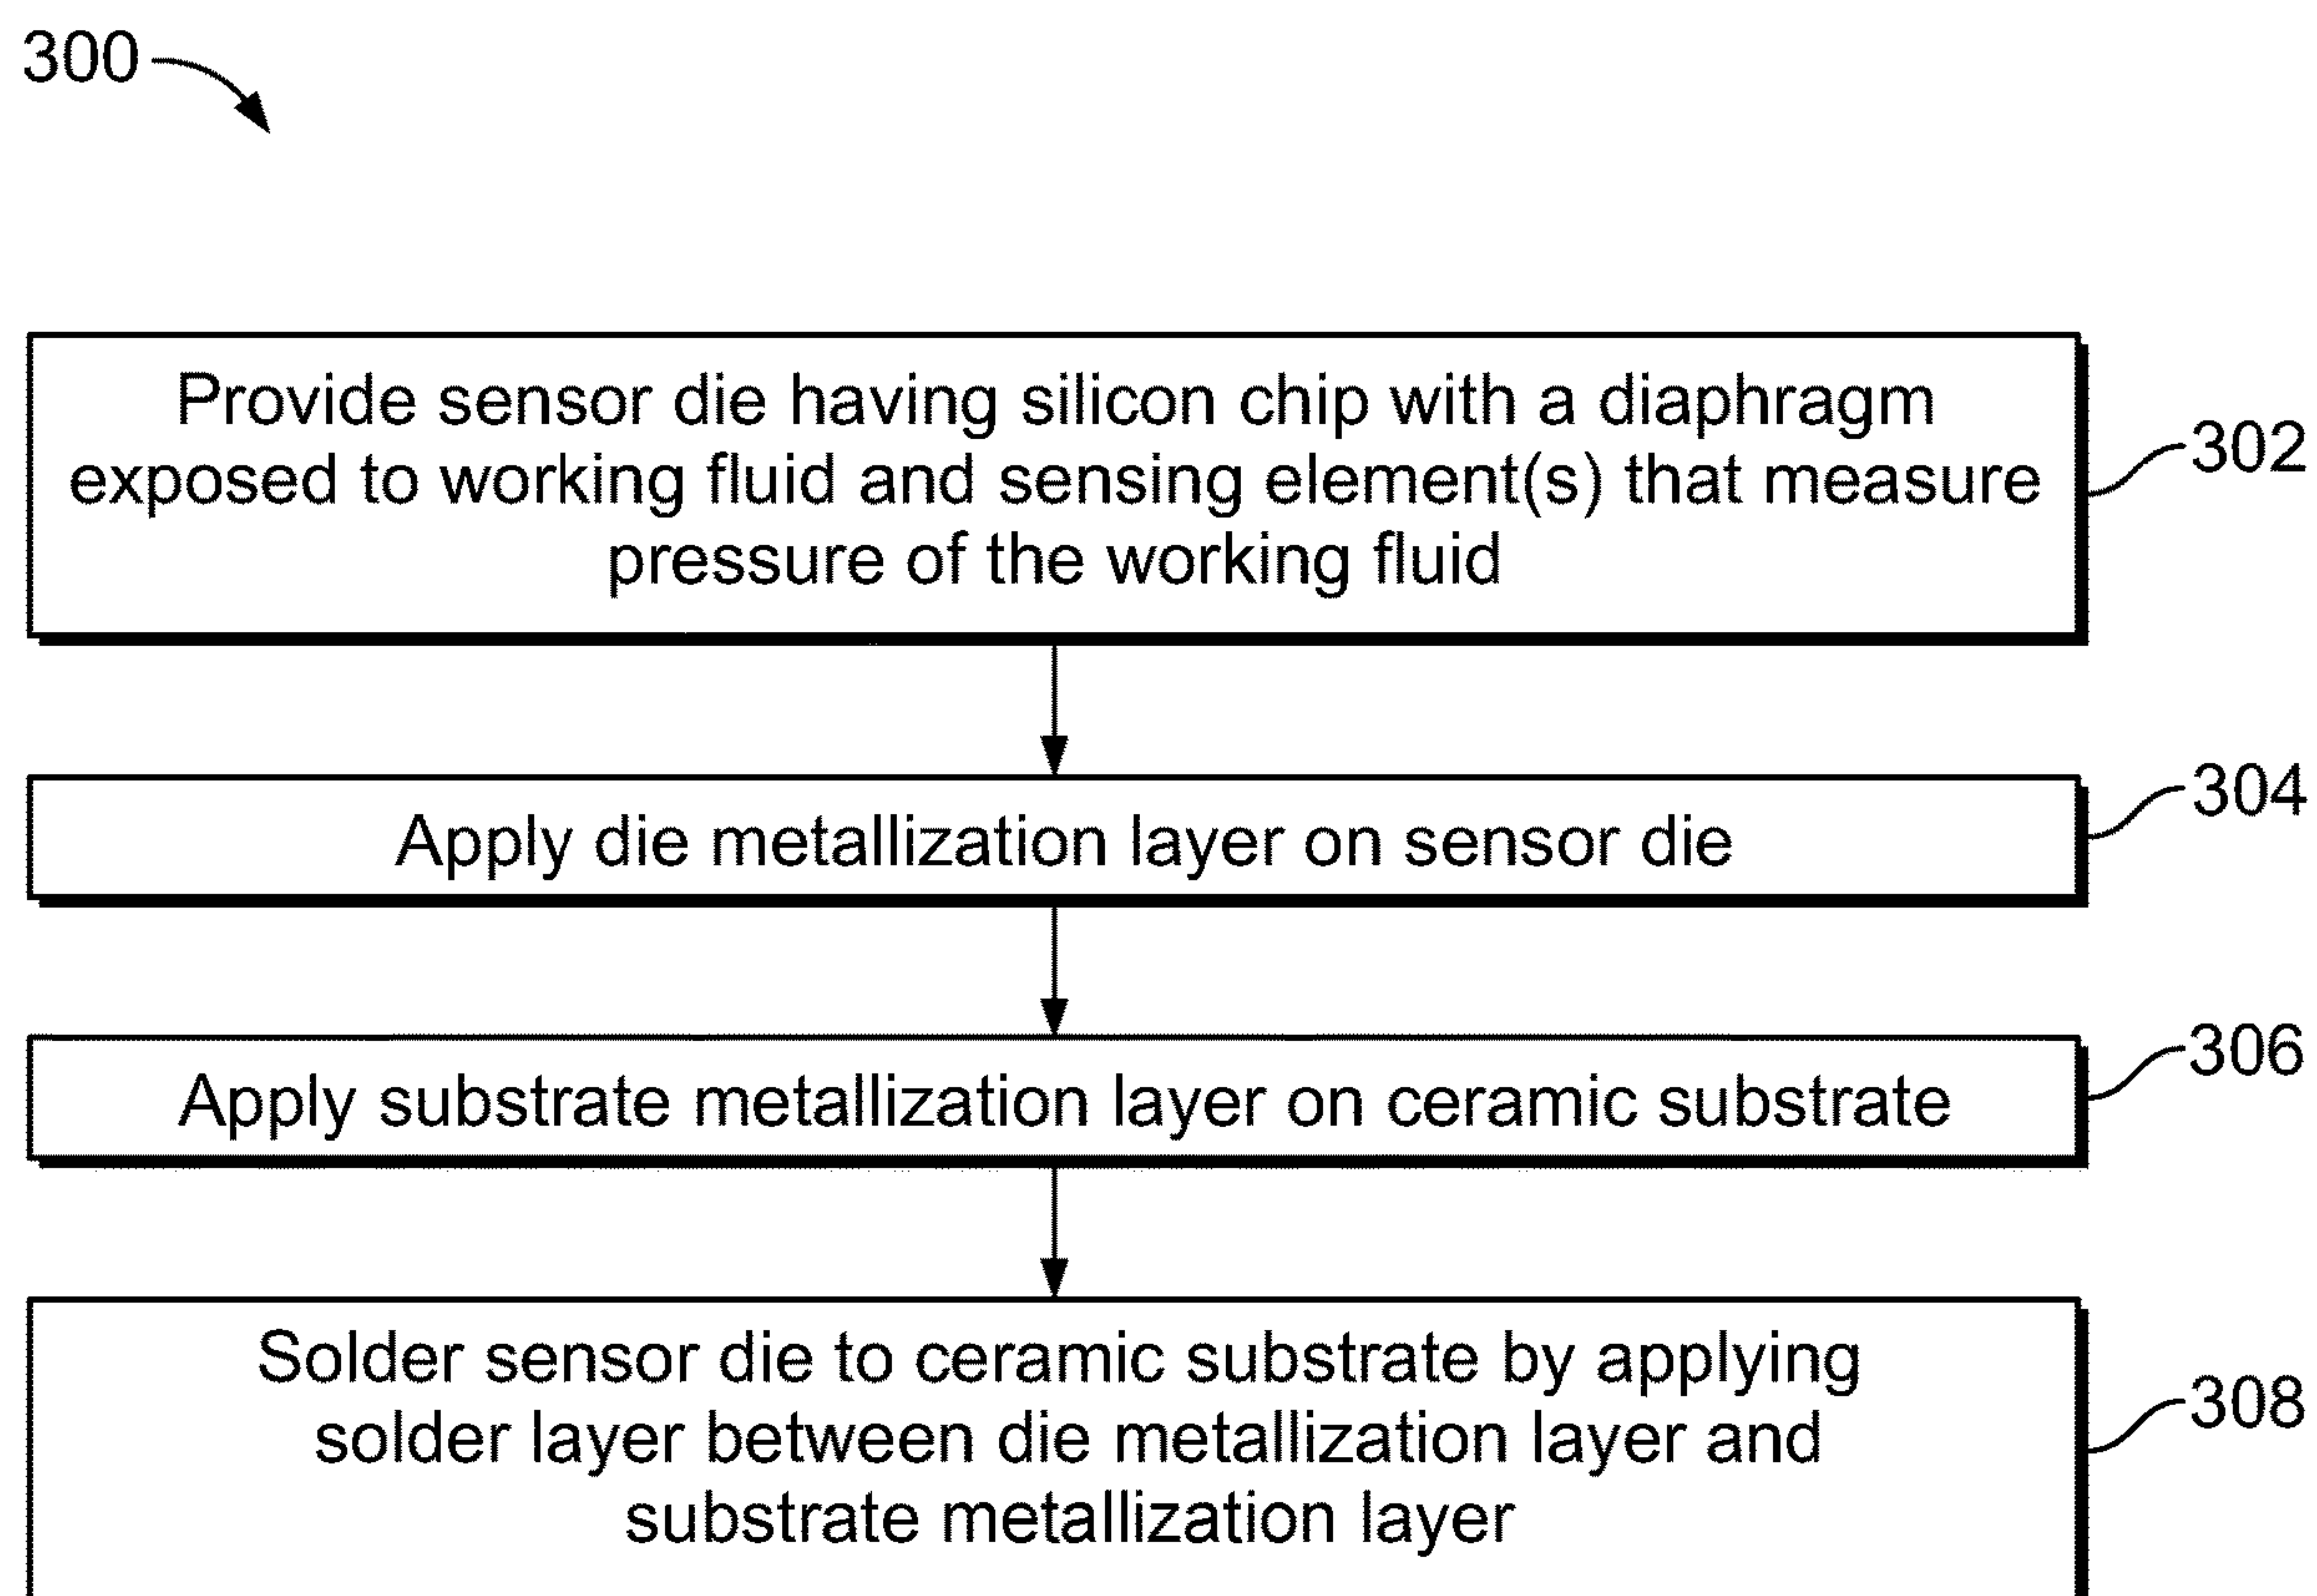 300
Provide sensor die having silicon chip with a diaphragm
exposed to working fluid and sensing element(s) that measure
pressure of the working fluid
302
Apply die metallization layer on sensor die
304
Apply substrate metallization layer on ceramic substrate
306
Solder sensor die to ceramic substrate by applying
solder layer between die metallization layer and
substrate metallization layer
308